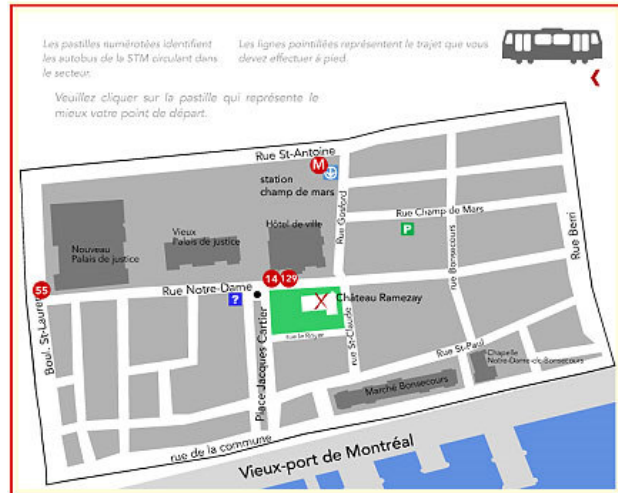 Les pastilles numérotées identifient
les autobus de la STM circulant dans
le secteur.
Les lignes pointillées représentent le trajet que vous
devez effectuer à pied.
Veuillez cliquer sur la pastille qui représente le
mieux votre point de départ.
Rue St-Antoine
M
station
champ de mars
Rue Gosford
Rue Champ de Mars
P
rue Bonsecours
Rue Berri
Nouveau
Palais de justice
Vieux
Palais de justice
Hôtel de ville
55
Boul. St-Laurent
Rue Notre-Dame
?
14
129
Château Ramezay
Place Jacques Cartier
rue le Royer
rue St-Claude
Rue St-Paul
Chapelle
Notre-Dame-de-Bonsecours
Marché Bonsecours
rue de la commune
Vieux-port de Montréal